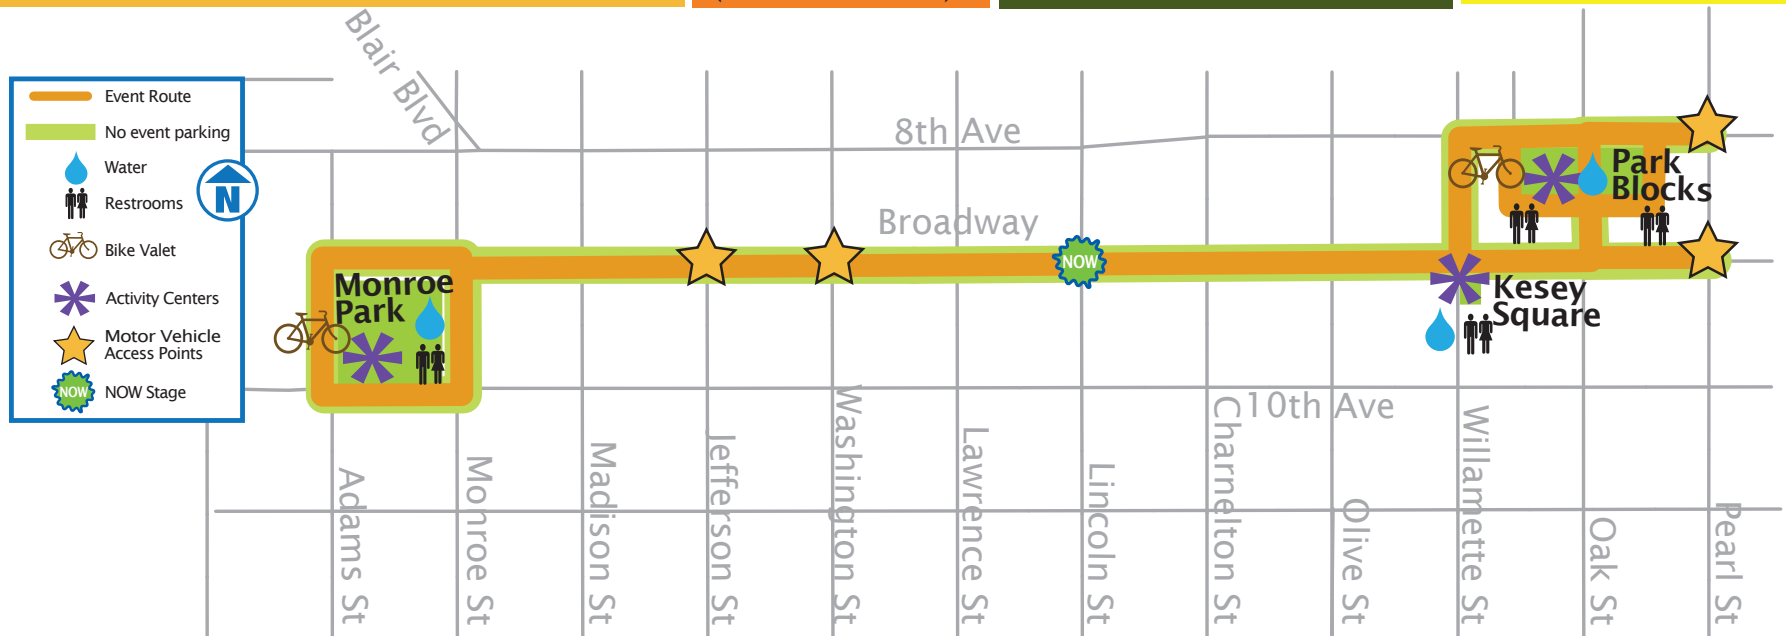 Event Route
No event parking
Water
Restrooms
Bike Valet
Activity Centers
Motor Vehicle
Access Points
NOW
NOW Stage
N
Blair Blvd
8th Ave
Broadway
NOW
Monroe
Park
Park
Blocks
Kesey
Square
10th Ave
Adams St
Monroe St
Madison St
Jefferson St
Washington St
Lawrence St
Lincoln St
Charnelton St
Olive St
Willamette St
Oak St
Pearl St